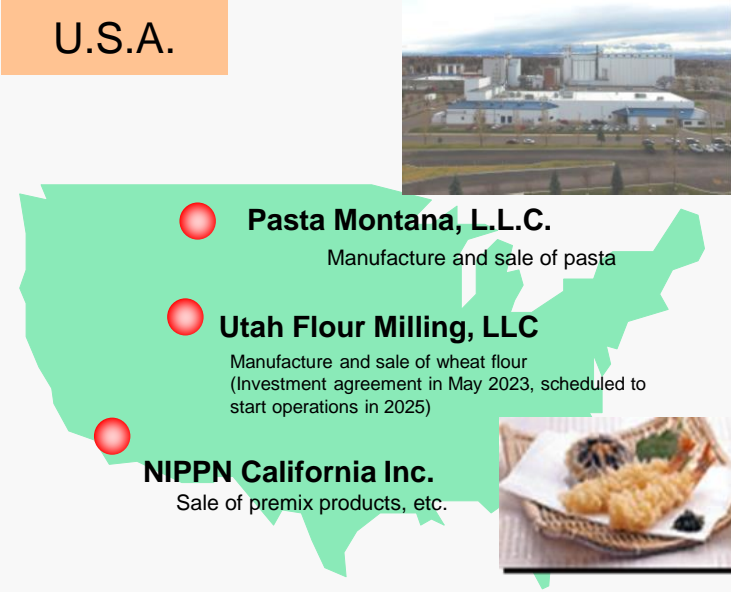 U.S.A.
Pasta Montana, L.L.C.
Manufacture and sale of pasta
Utah Flour Milling, LLC
Manufacture and sale of wheat flour
(Investment agreement in May 2023, scheduled to
start operations in 2025)
NIPPN California Inc.
Sale of premix products, etc.